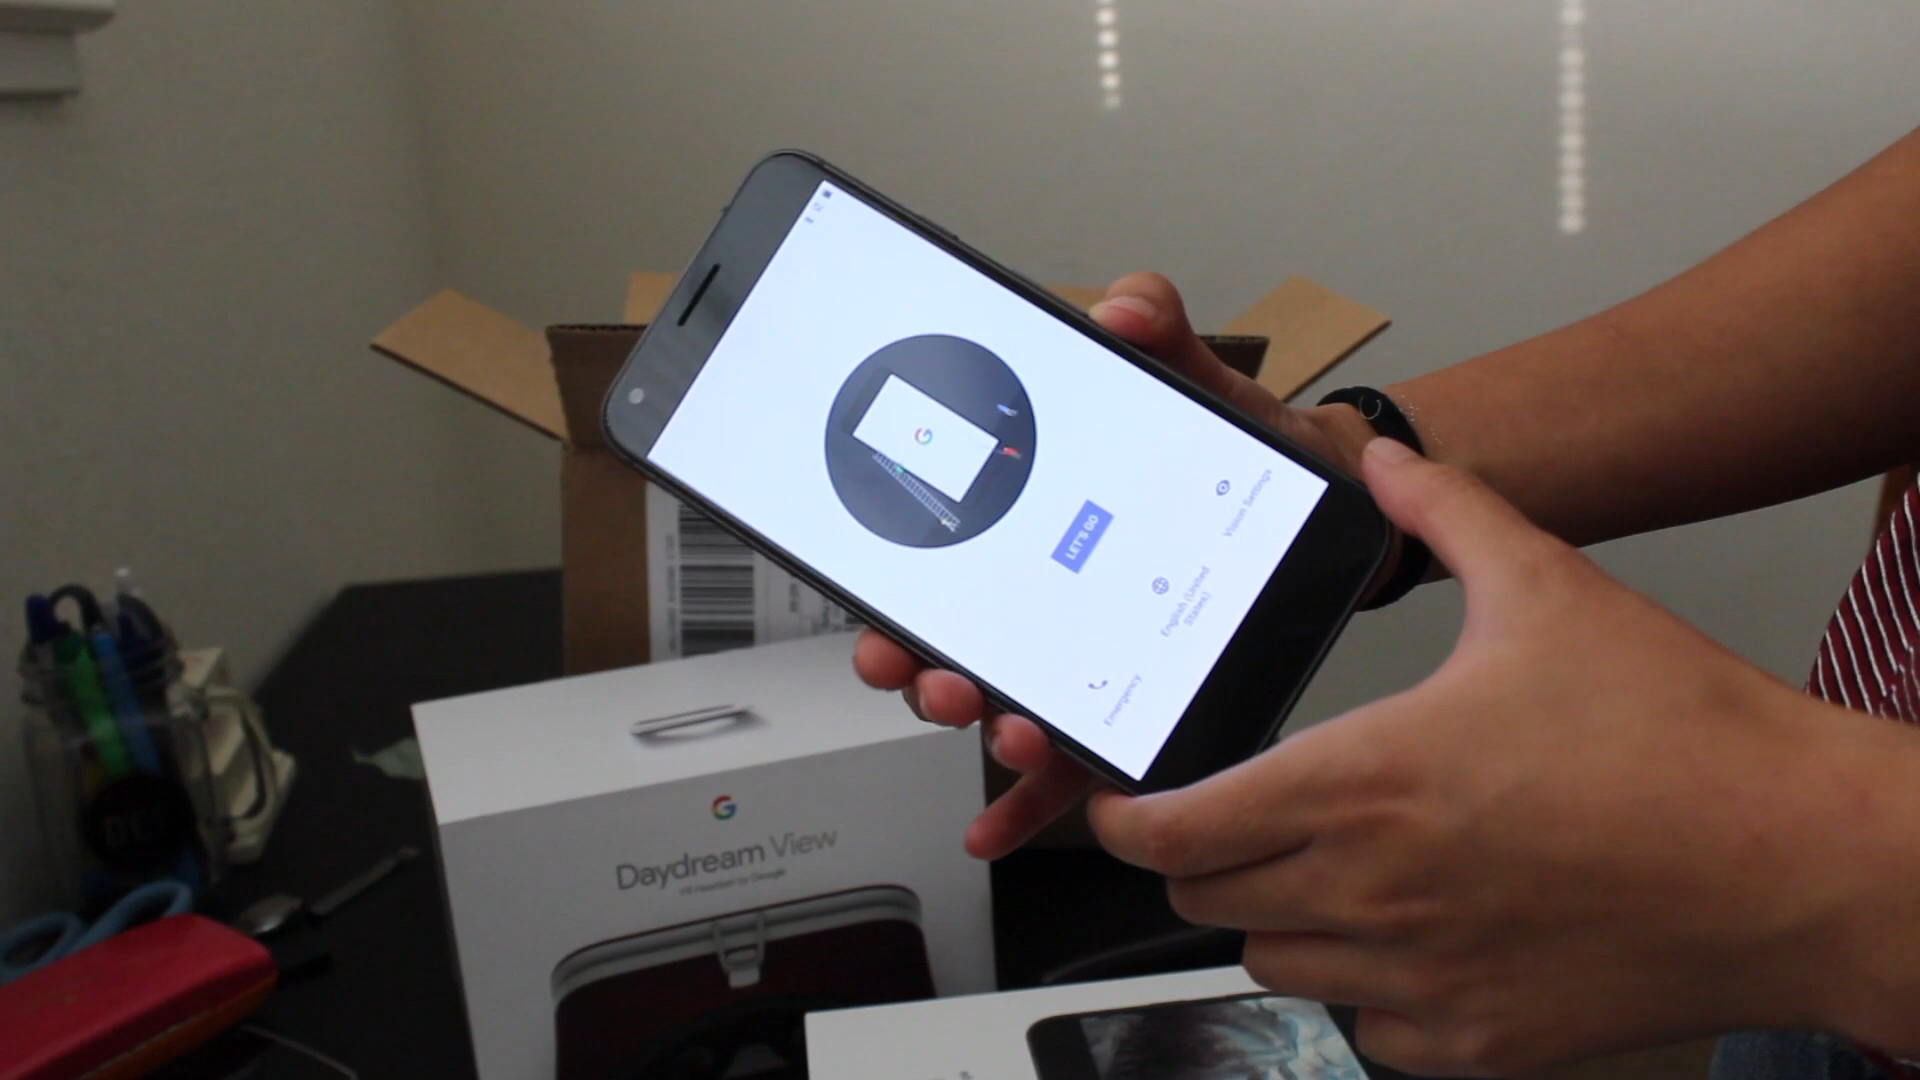 LET'S GO
Vision Settings
English (United
States)
Emergency
G
Daydream View
VR Headset by Google